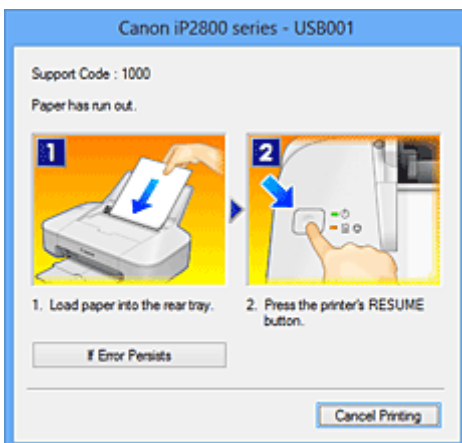 Canon iP2800 series - USB001
Support Code : 1000
Paper has run out.
1
2
1. Load paper into the rear tray.
2. Press the printer's RESUME
button.
If Error Persists
Cancel Printing